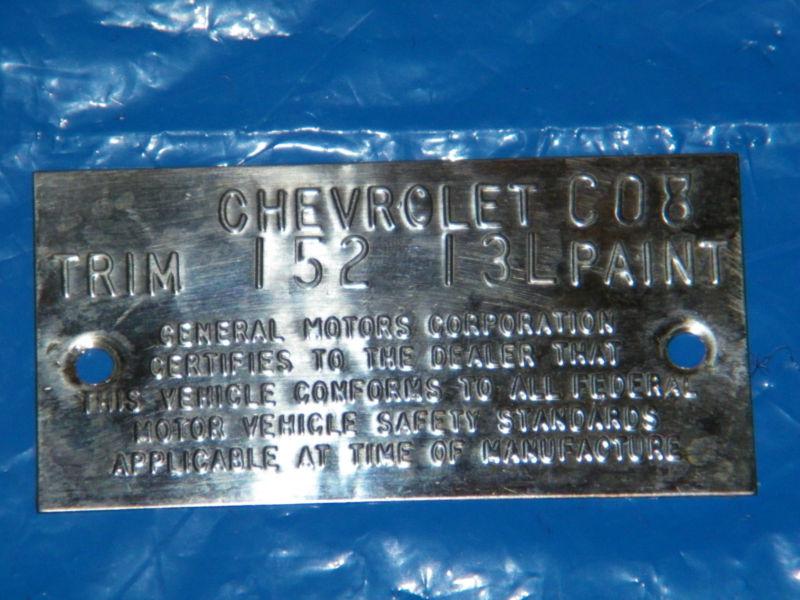 CHEVROLET C08
TRIM 152 13L PAINT
GENERAL MOTORS CORPORATION
CERTIFIES TO THE DEALER THAT
THIS VEHICLE CONFORMS TO ALL FEDERAL
MOTOR VEHICLE SAFETY STANDARDS
APPLICABLE AT TIME OF MANUFACTURE